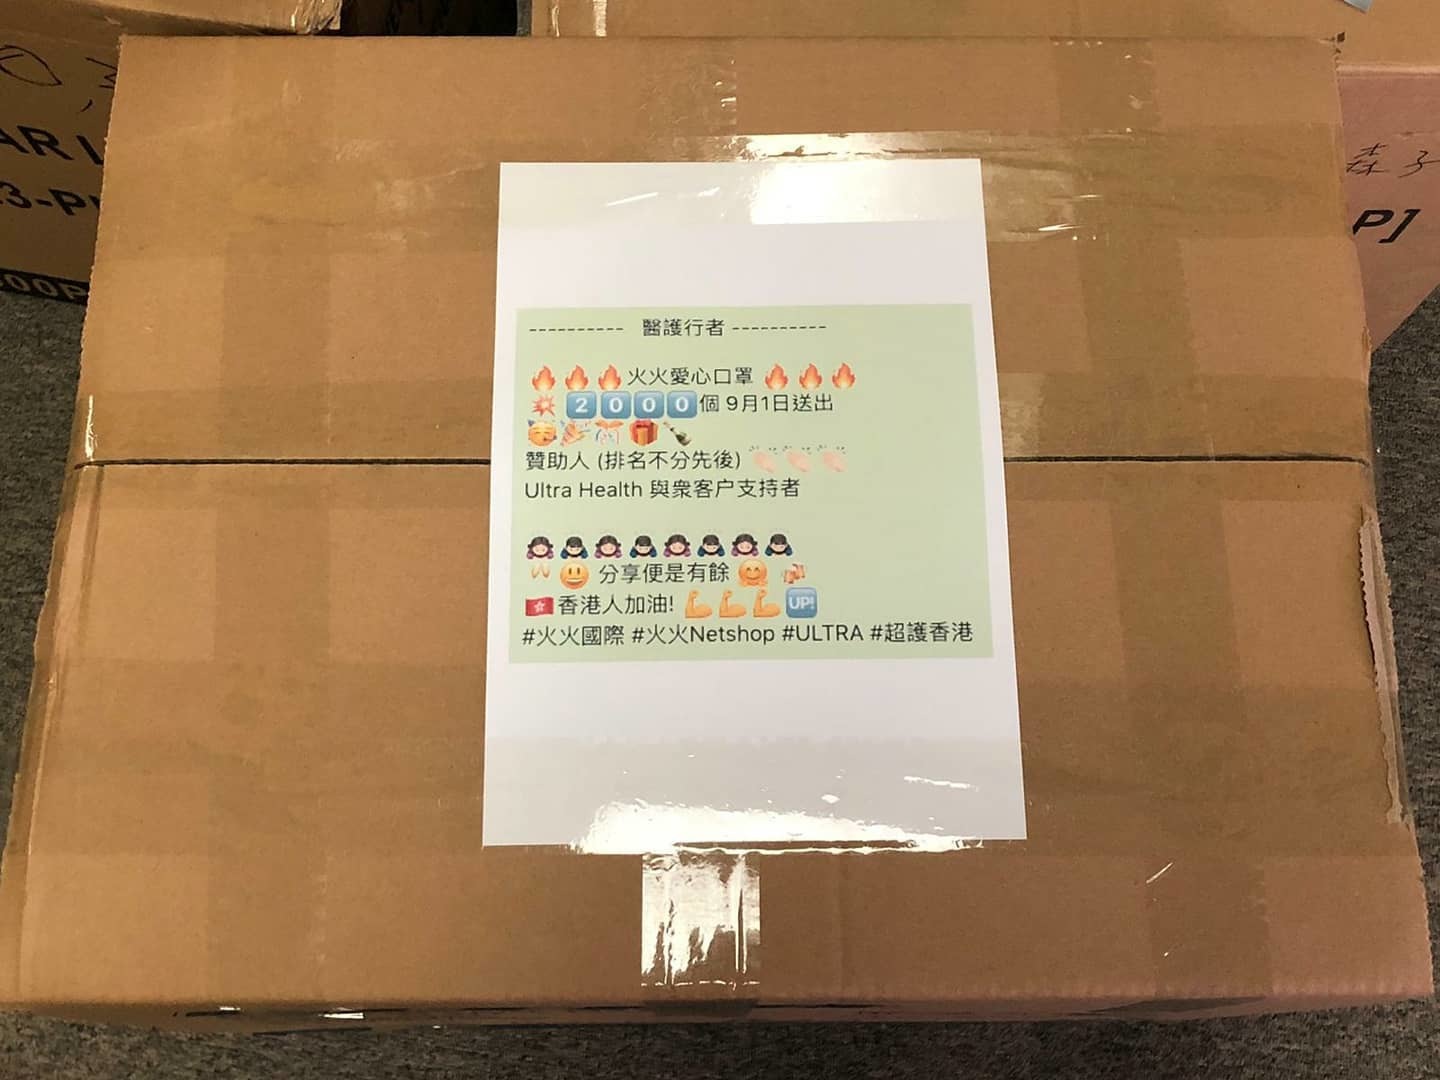 ---------- 醫護行者 ----------
🔥🔥🔥火火愛心口罩🔥🔥🔥
💥2️⃣0️⃣0️⃣0️⃣個 9月1日送出
🥳🎉🎊🎁🍾
贊助人 (排名不分先後) 👏🏻👏🏻👏🏻
Ultra Health 與衆客户支持者
🙇🏻‍♀️🙇🏻‍♂️🙇🏻‍♀️🙇🏻‍♂️🙇🏻‍♀️🙇🏻‍♂️🙇🏻‍♀️🙇🏻‍♂️
🙌🏻😃 分享便是有餘 🤗
🇭🇰香港人加油! 💪💪💪🆙
#火火國際 #火火Netshop #ULTRA #超護香港
森子
P]